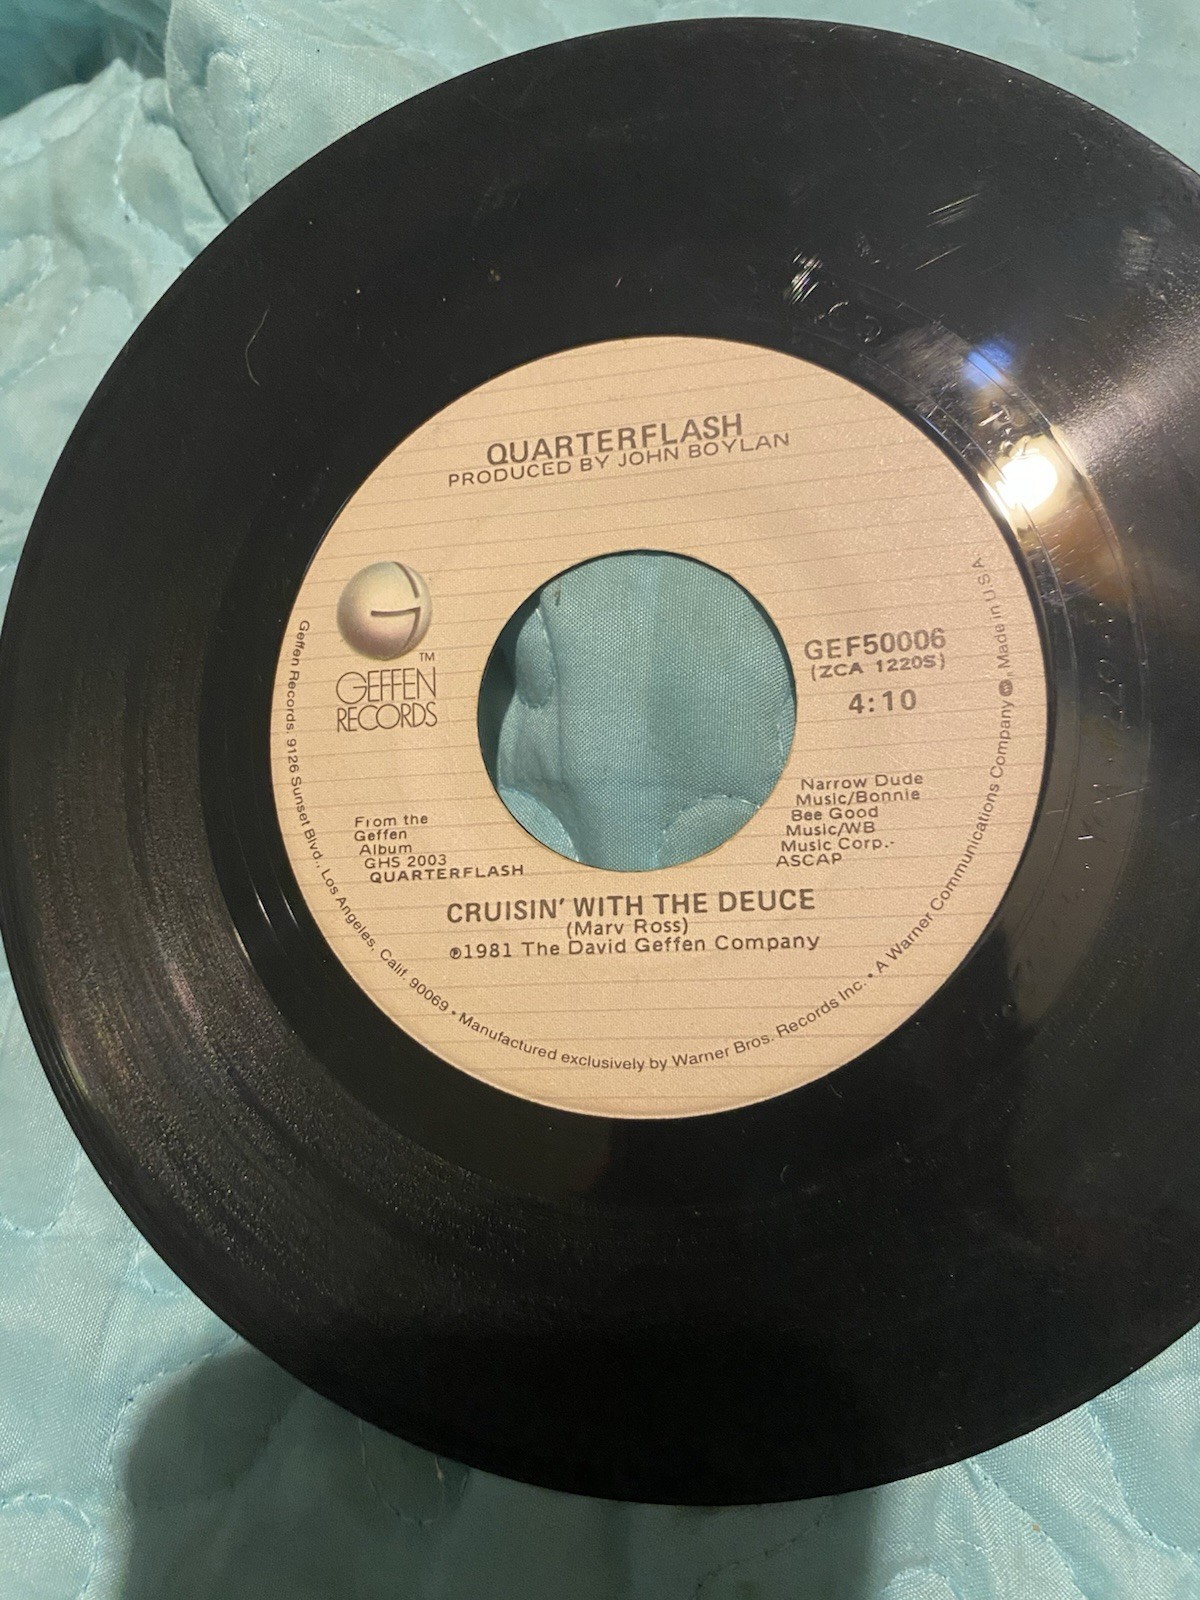 QUARTERFLASH
PRODUCED BY JOHN BOYLAN
TM
GEFFEN
RECORDS
GEF50006
(ZCA 1220S)
4:10
From the
Geffen
Album
GHS 2003
QUARTERFLASH
Narrow Dude
Music/Bonnie
Bee Good
Music/WB
Music Corp.-
ASCAP
CRUISIN' WITH THE DEUCE
(Marv Ross)
℗1981 The David Geffen Company
Geffen Records, 9126 Sunset Blvd., Los Angeles, Calif. 90069 • Manufactured exclusively by Warner Bros. Records Inc. • A Warner Communications Company, Made in U.S.A.